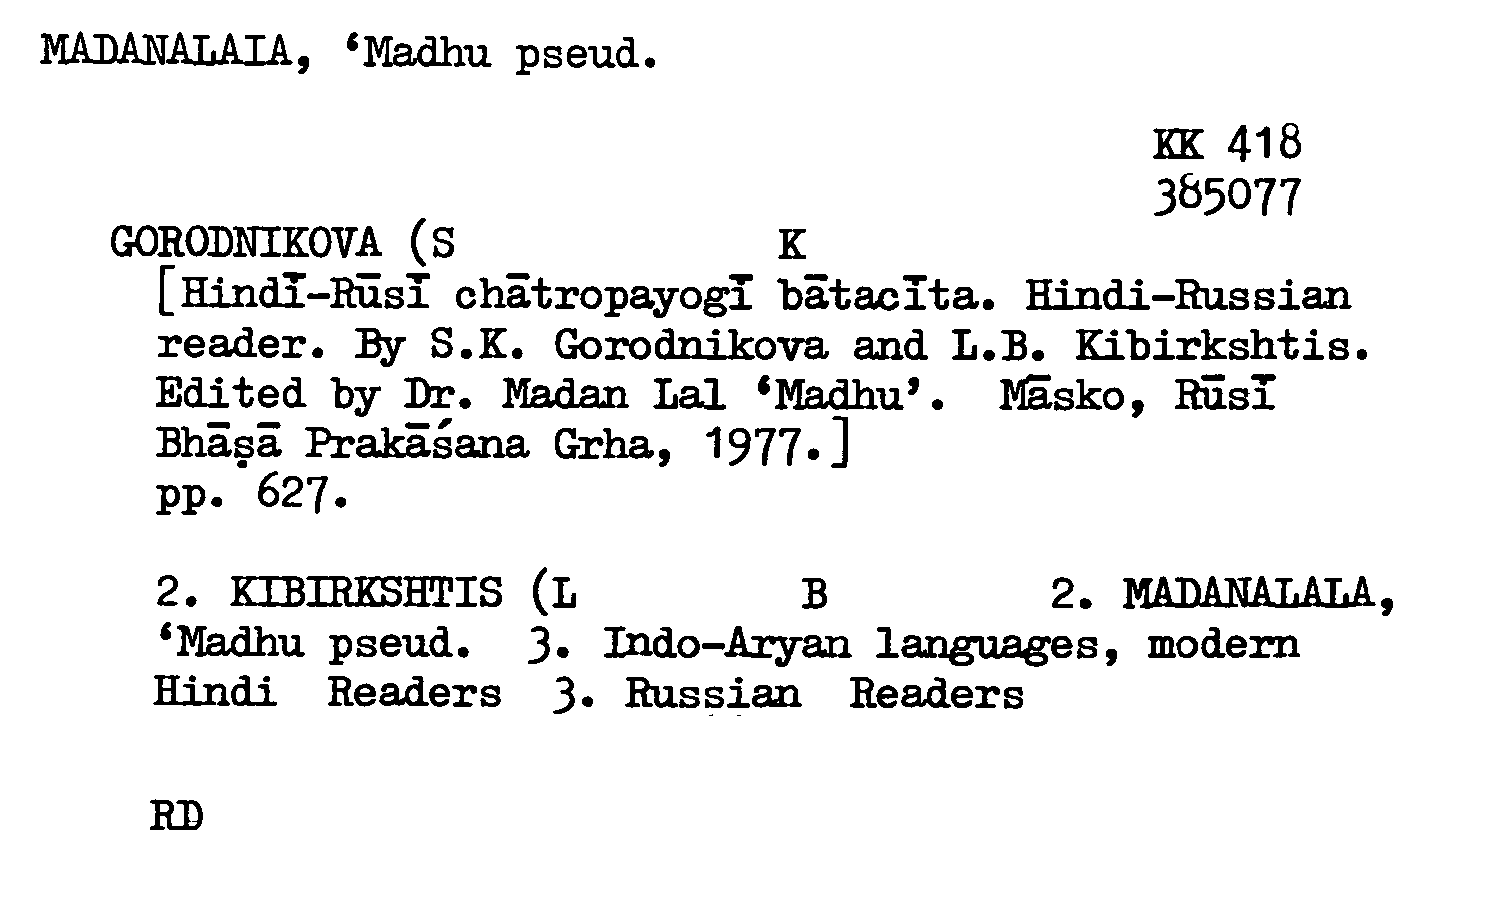 MADANALAIA, ‘Madhu pseud.
KK 418
385077
GORODNIKOVA (S K
[Hindī-Rūsī chātropayogī bātacīta. Hindi-Russian
reader. By S.K. Gorodnikova and L.B. Kibirkshtis.
Edited by Dr. Madan Lal ‘Madhu’. Māsko, Rūsī
Bhāṣā Prakāśana Grha, 1977.]
pp. 627.
2. KIBIRKSHTIS (L B 2. MADANALALA,
‘Madhu pseud. 3. Indo-Aryan languages, modern
Hindi Readers 3. Russian Readers
RD